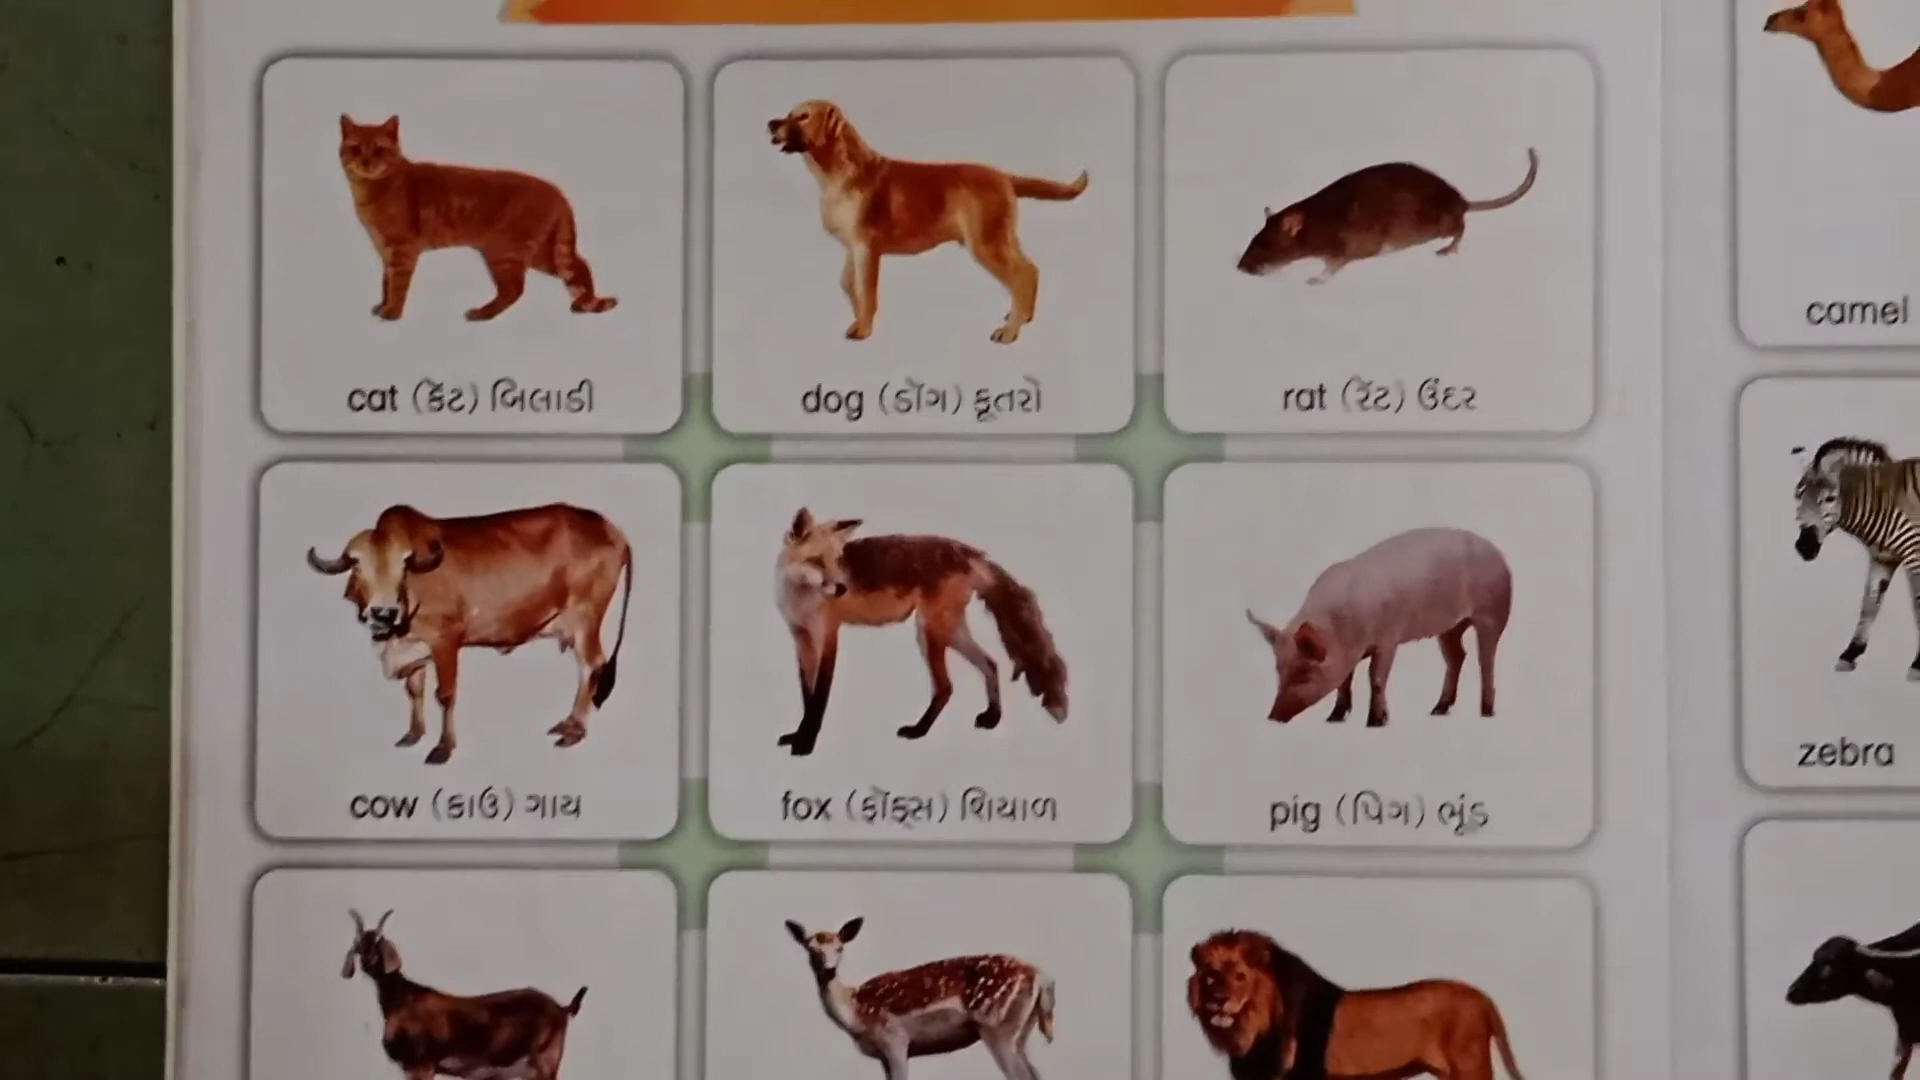 cat (કૅટ) બિલાડી
dog (ડૉગ) કૂતરો
rat (રૅટ) ઉંદર
camel
cow (કાઉ) ગાય
fox (ફૉક્સ) શિયાળ
pig (પિગ) ભૂંડ
zebra